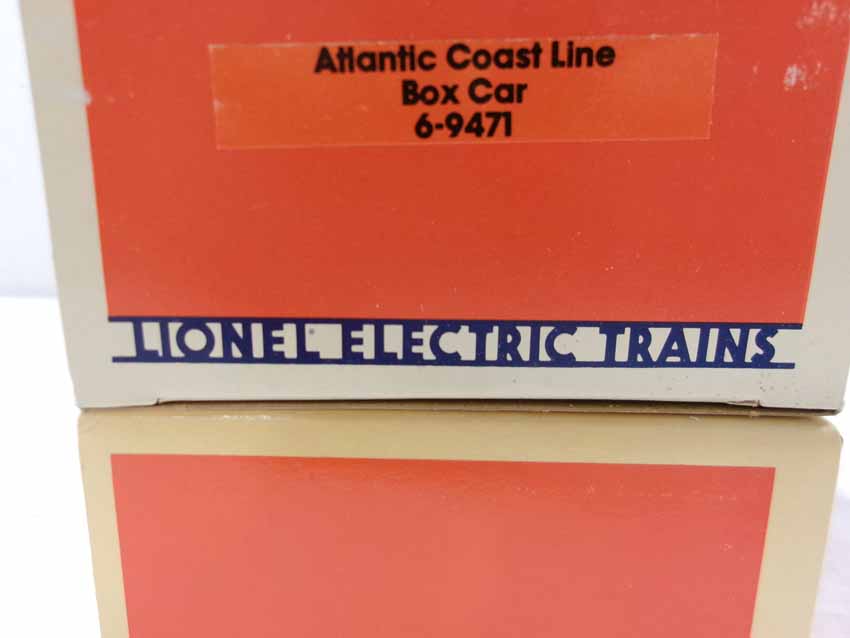 Atlantic Coast Line
Box Car
6-9471
LIONEL® ELECTRIC TRAINS